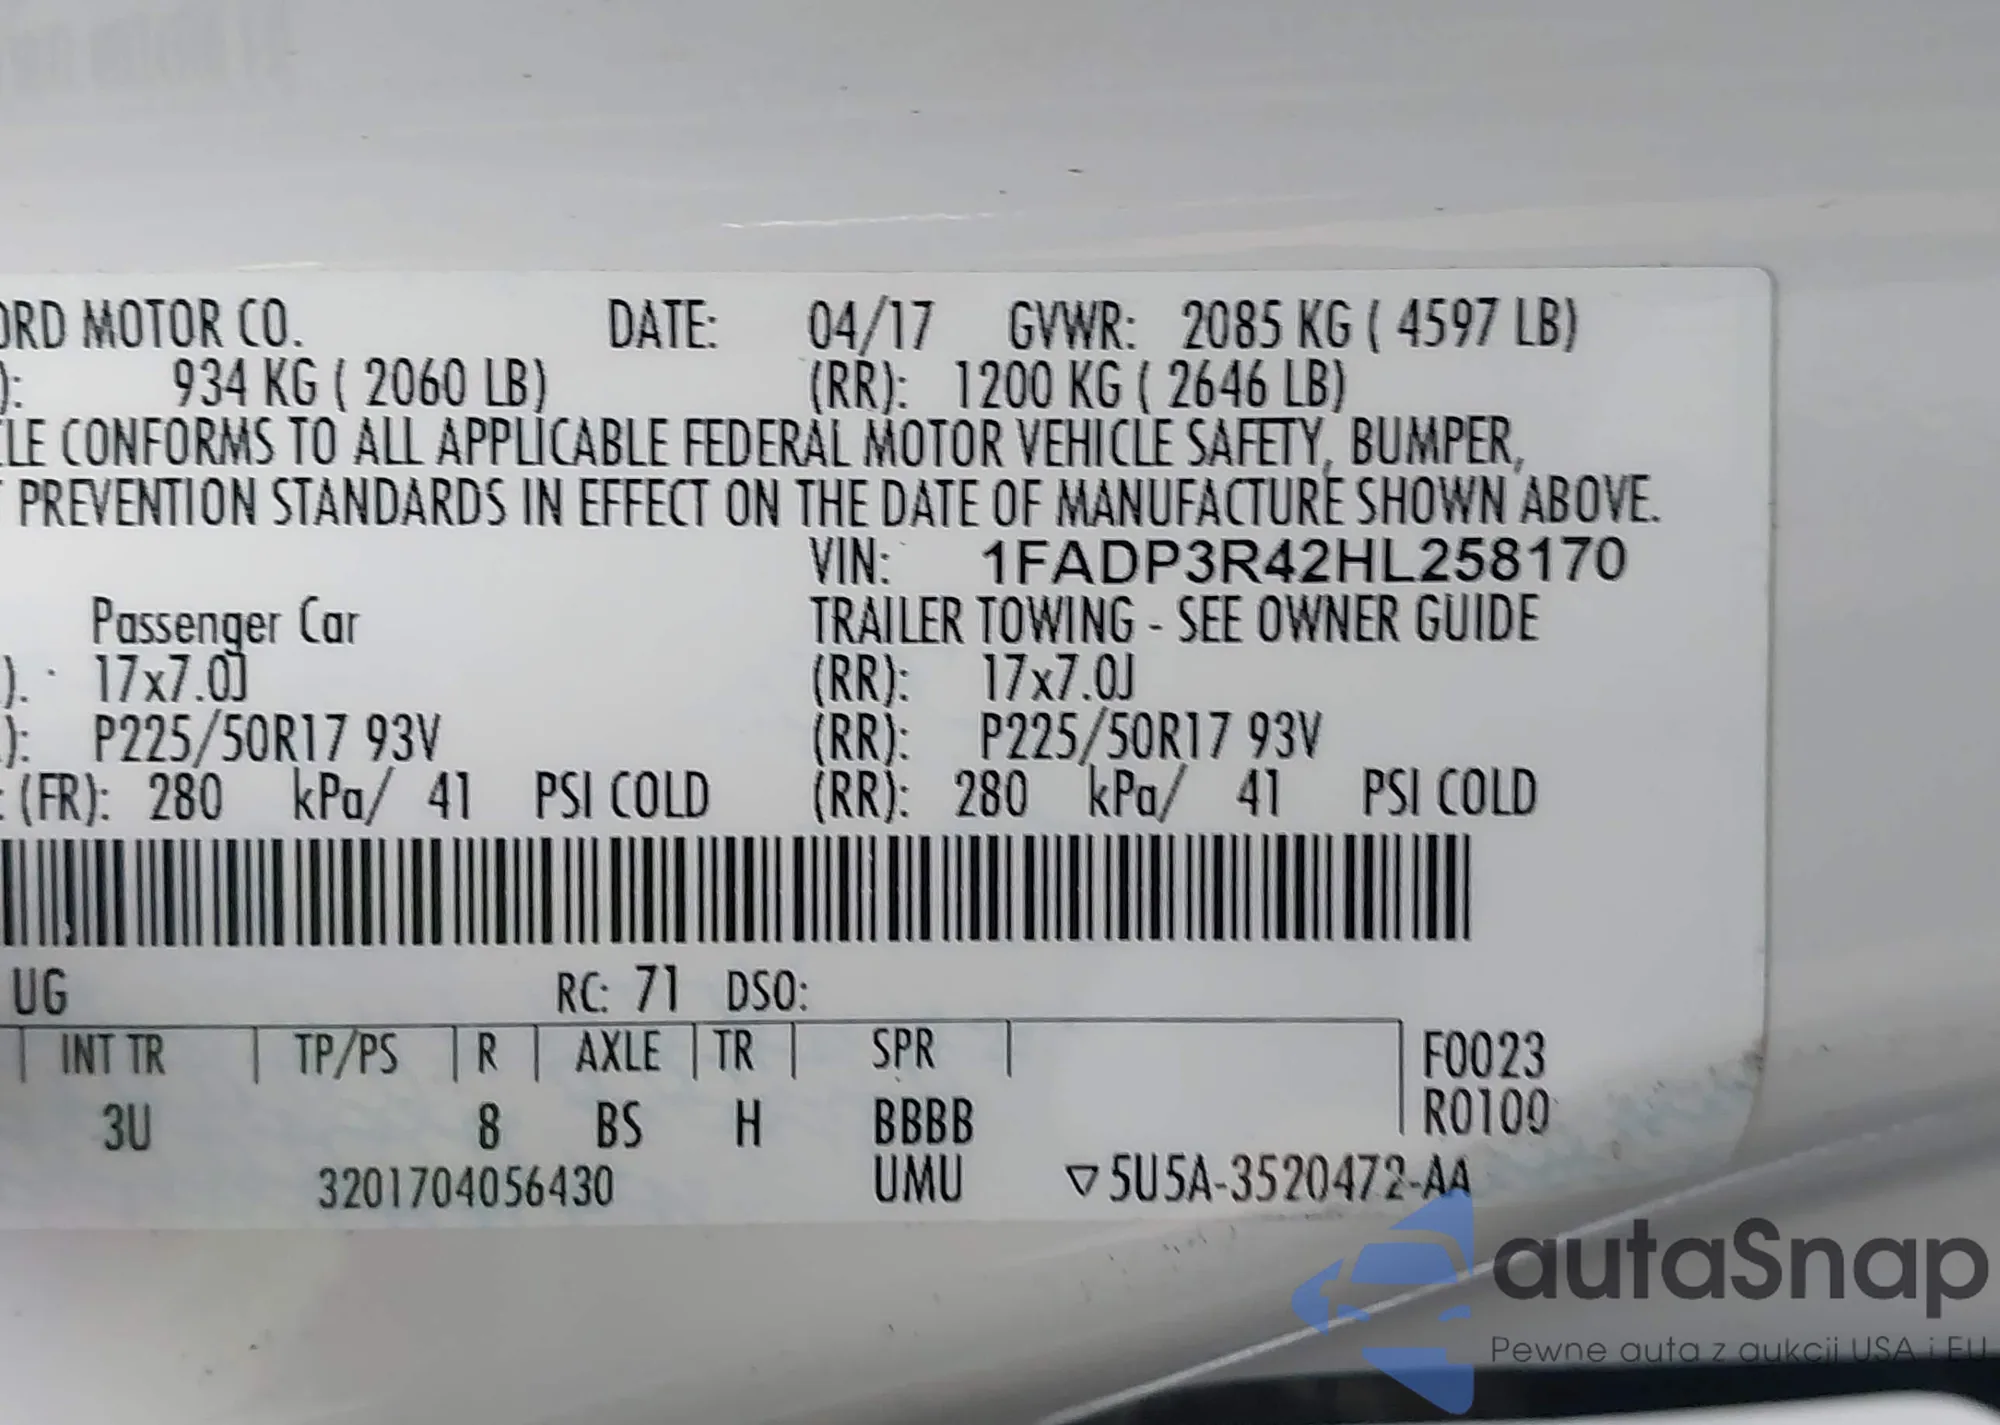 ORD MOTOR CO. DATE: 04/17 GVWR: 2085 KG ( 4597 LB)
): 934 KG ( 2060 LB) (RR): 1200 KG ( 2646 LB)
CLE CONFORMS TO ALL APPLICABLE FEDERAL MOTOR VEHICLE SAFETY, BUMPER,
T PREVENTION STANDARDS IN EFFECT ON THE DATE OF MANUFACTURE SHOWN ABOVE.
VIN: 1FADP3R42HL258170
Passenger Car TRAILER TOWING - SEE OWNER GUIDE
): 17x7.0J (RR): 17x7.0J
): P225/50R17 93V (RR): P225/50R17 93V
: (FR): 280 kPa/ 41 PSI COLD (RR): 280 kPa/ 41 PSI COLD
UG RC: 71 DSO:
INT TR | TP/PS | R | AXLE | TR | SPR F0023
3U 8 BS H BBBB R0100
3201704056430 UMU ▽5U5A-3520472-AA
autaSnap
Pewne auta z aukcji USA i EU